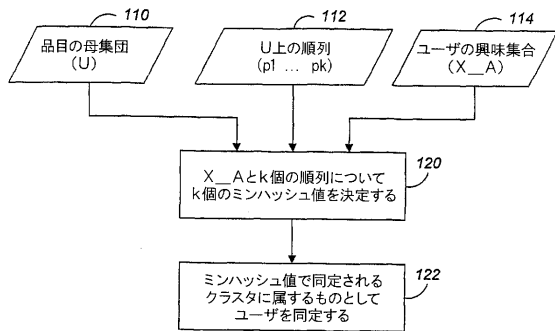 110
品目の母集団
(U)
112
U上の順列
(p1 ... pk)
114
ユーザの興味集合
(X__A)
120
X__Aとk個の順列について
k個のミンハッシュ値を決定する
122
ミンハッシュ値で同定される
クラスタに属するものとして
ユーザを同定する